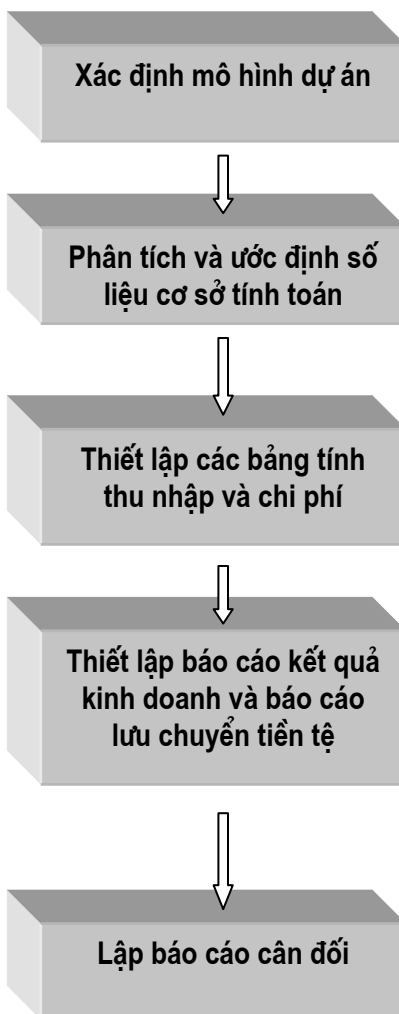 Xác định mô hình dự án
Phân tích và ước định số
liệu cơ sở tính toán
Thiết lập các bảng tính
thu nhập và chi phí
Thiết lập báo cáo kết quả
kinh doanh và báo cáo
lưu chuyển tiền tệ
Lập báo cáo cân đối